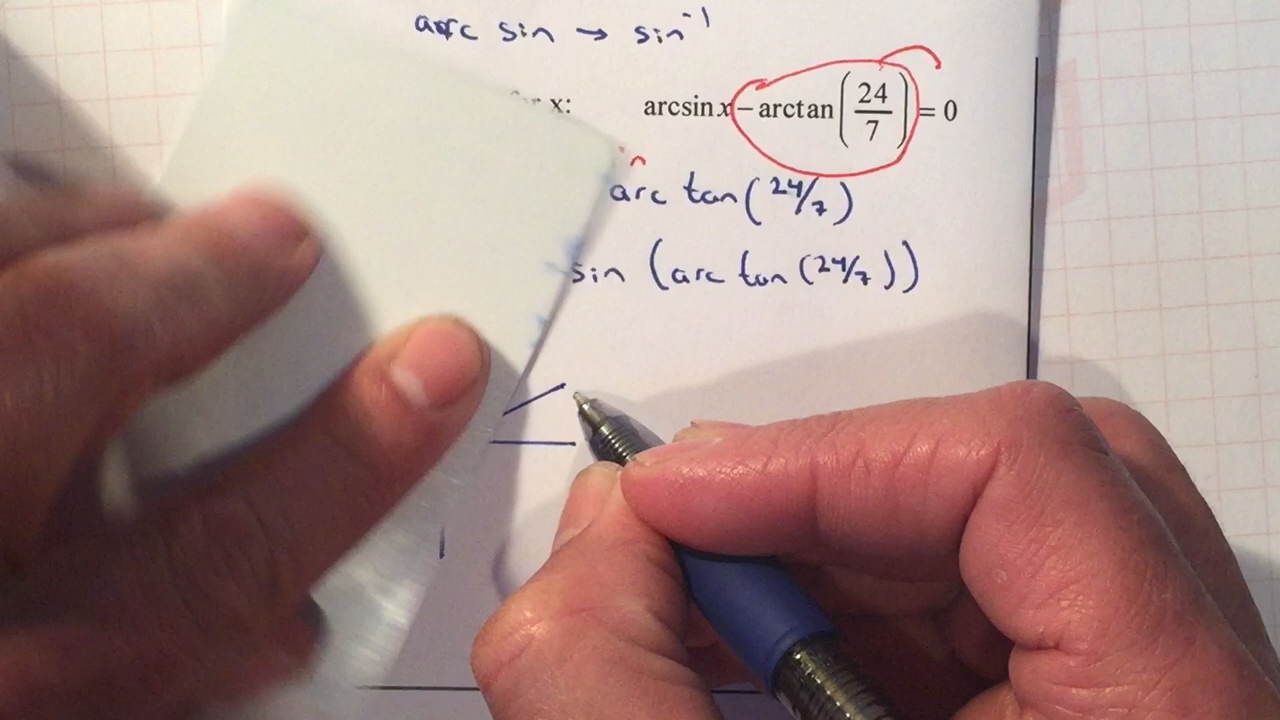 arc sin → sin⁻¹
x: arcsin x − arctan (24/7) = 0
arc tan (24/7)
sin (arc tan (24/7))